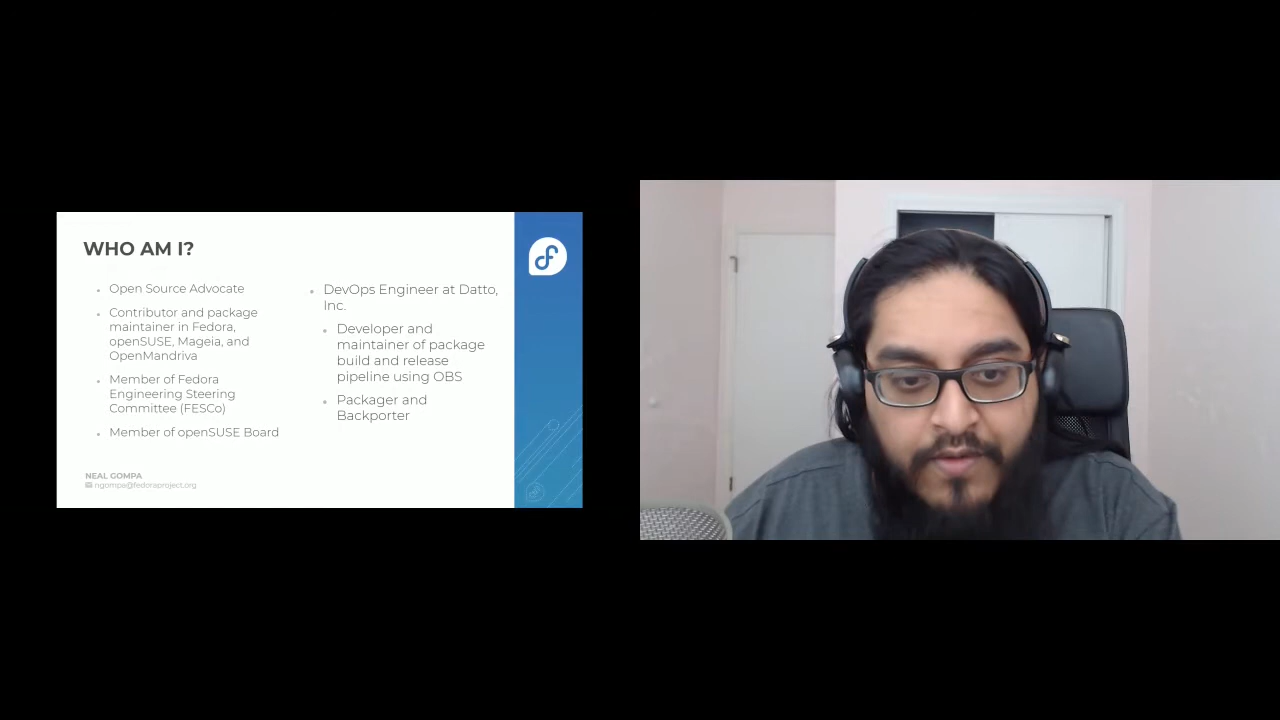 WHO AM I?
Open Source Advocate
Contributor and package
maintainer in Fedora,
openSUSE, Mageia, and
OpenMandriva
Member of Fedora
Engineering Steering
Committee (FESCo)
Member of openSUSE Board
DevOps Engineer at Datto,
Inc.
Developer and
maintainer of package
build and release
pipeline using OBS
Packager and
Backporter
NEAL GOMPA
ngompa@fedoraproject.org